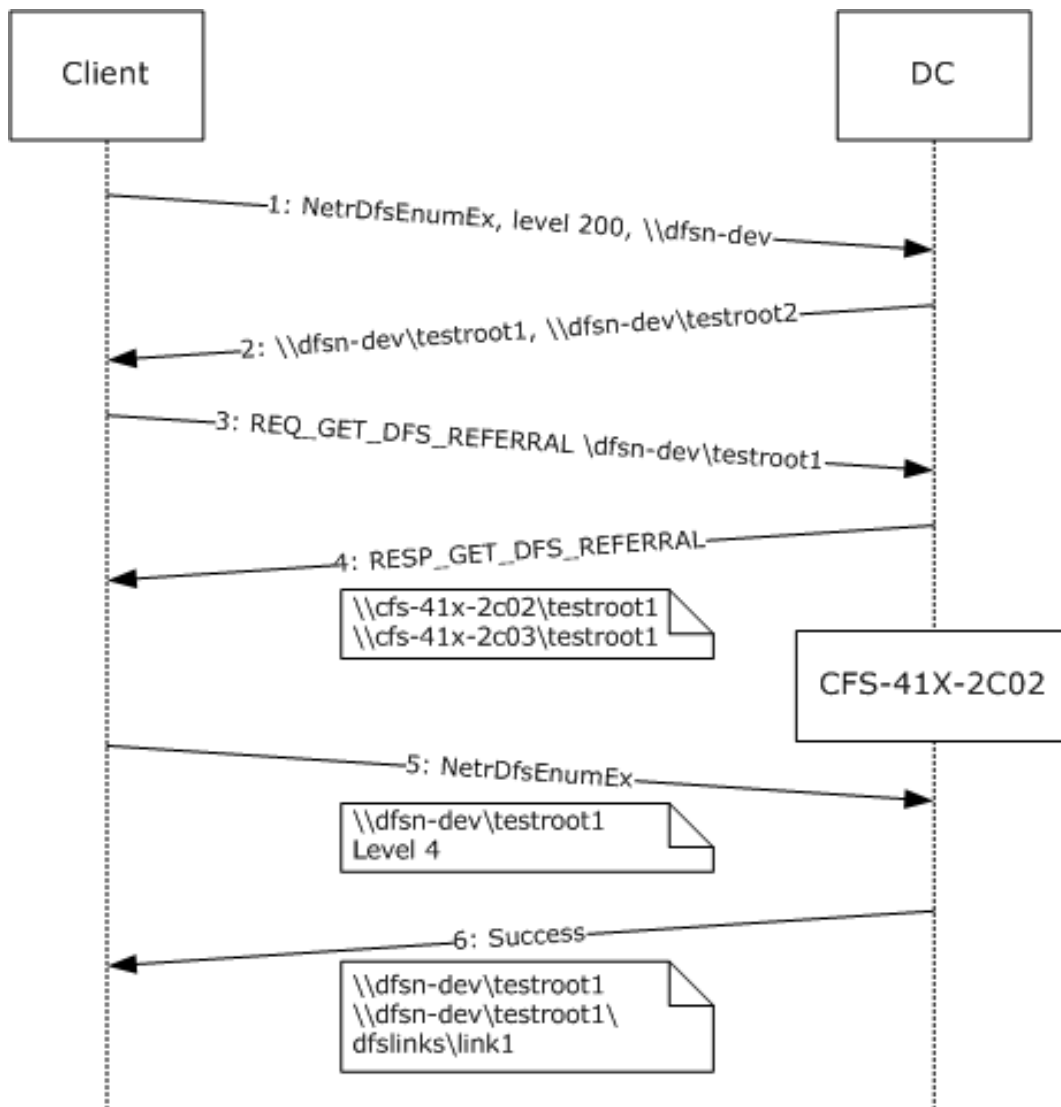 Client
DC
1: NetrDfsEnumEx, level 200, \\dfsn-dev
2: \\dfsn-dev\testroot1, \\dfsn-dev\testroot2
3: REQ_GET_DFS_REFERRAL \dfsn-dev\testroot1
4: RESP_GET_DFS_REFERRAL
\\cfs-41x-2c02\testroot1
\\cfs-41x-2c03\testroot1
CFS-41X-2C02
5: NetrDfsEnumEx
\\dfsn-dev\testroot1
Level 4
6: Success
\\dfsn-dev\testroot1
\\dfsn-dev\testroot1\
dfslinks\link1